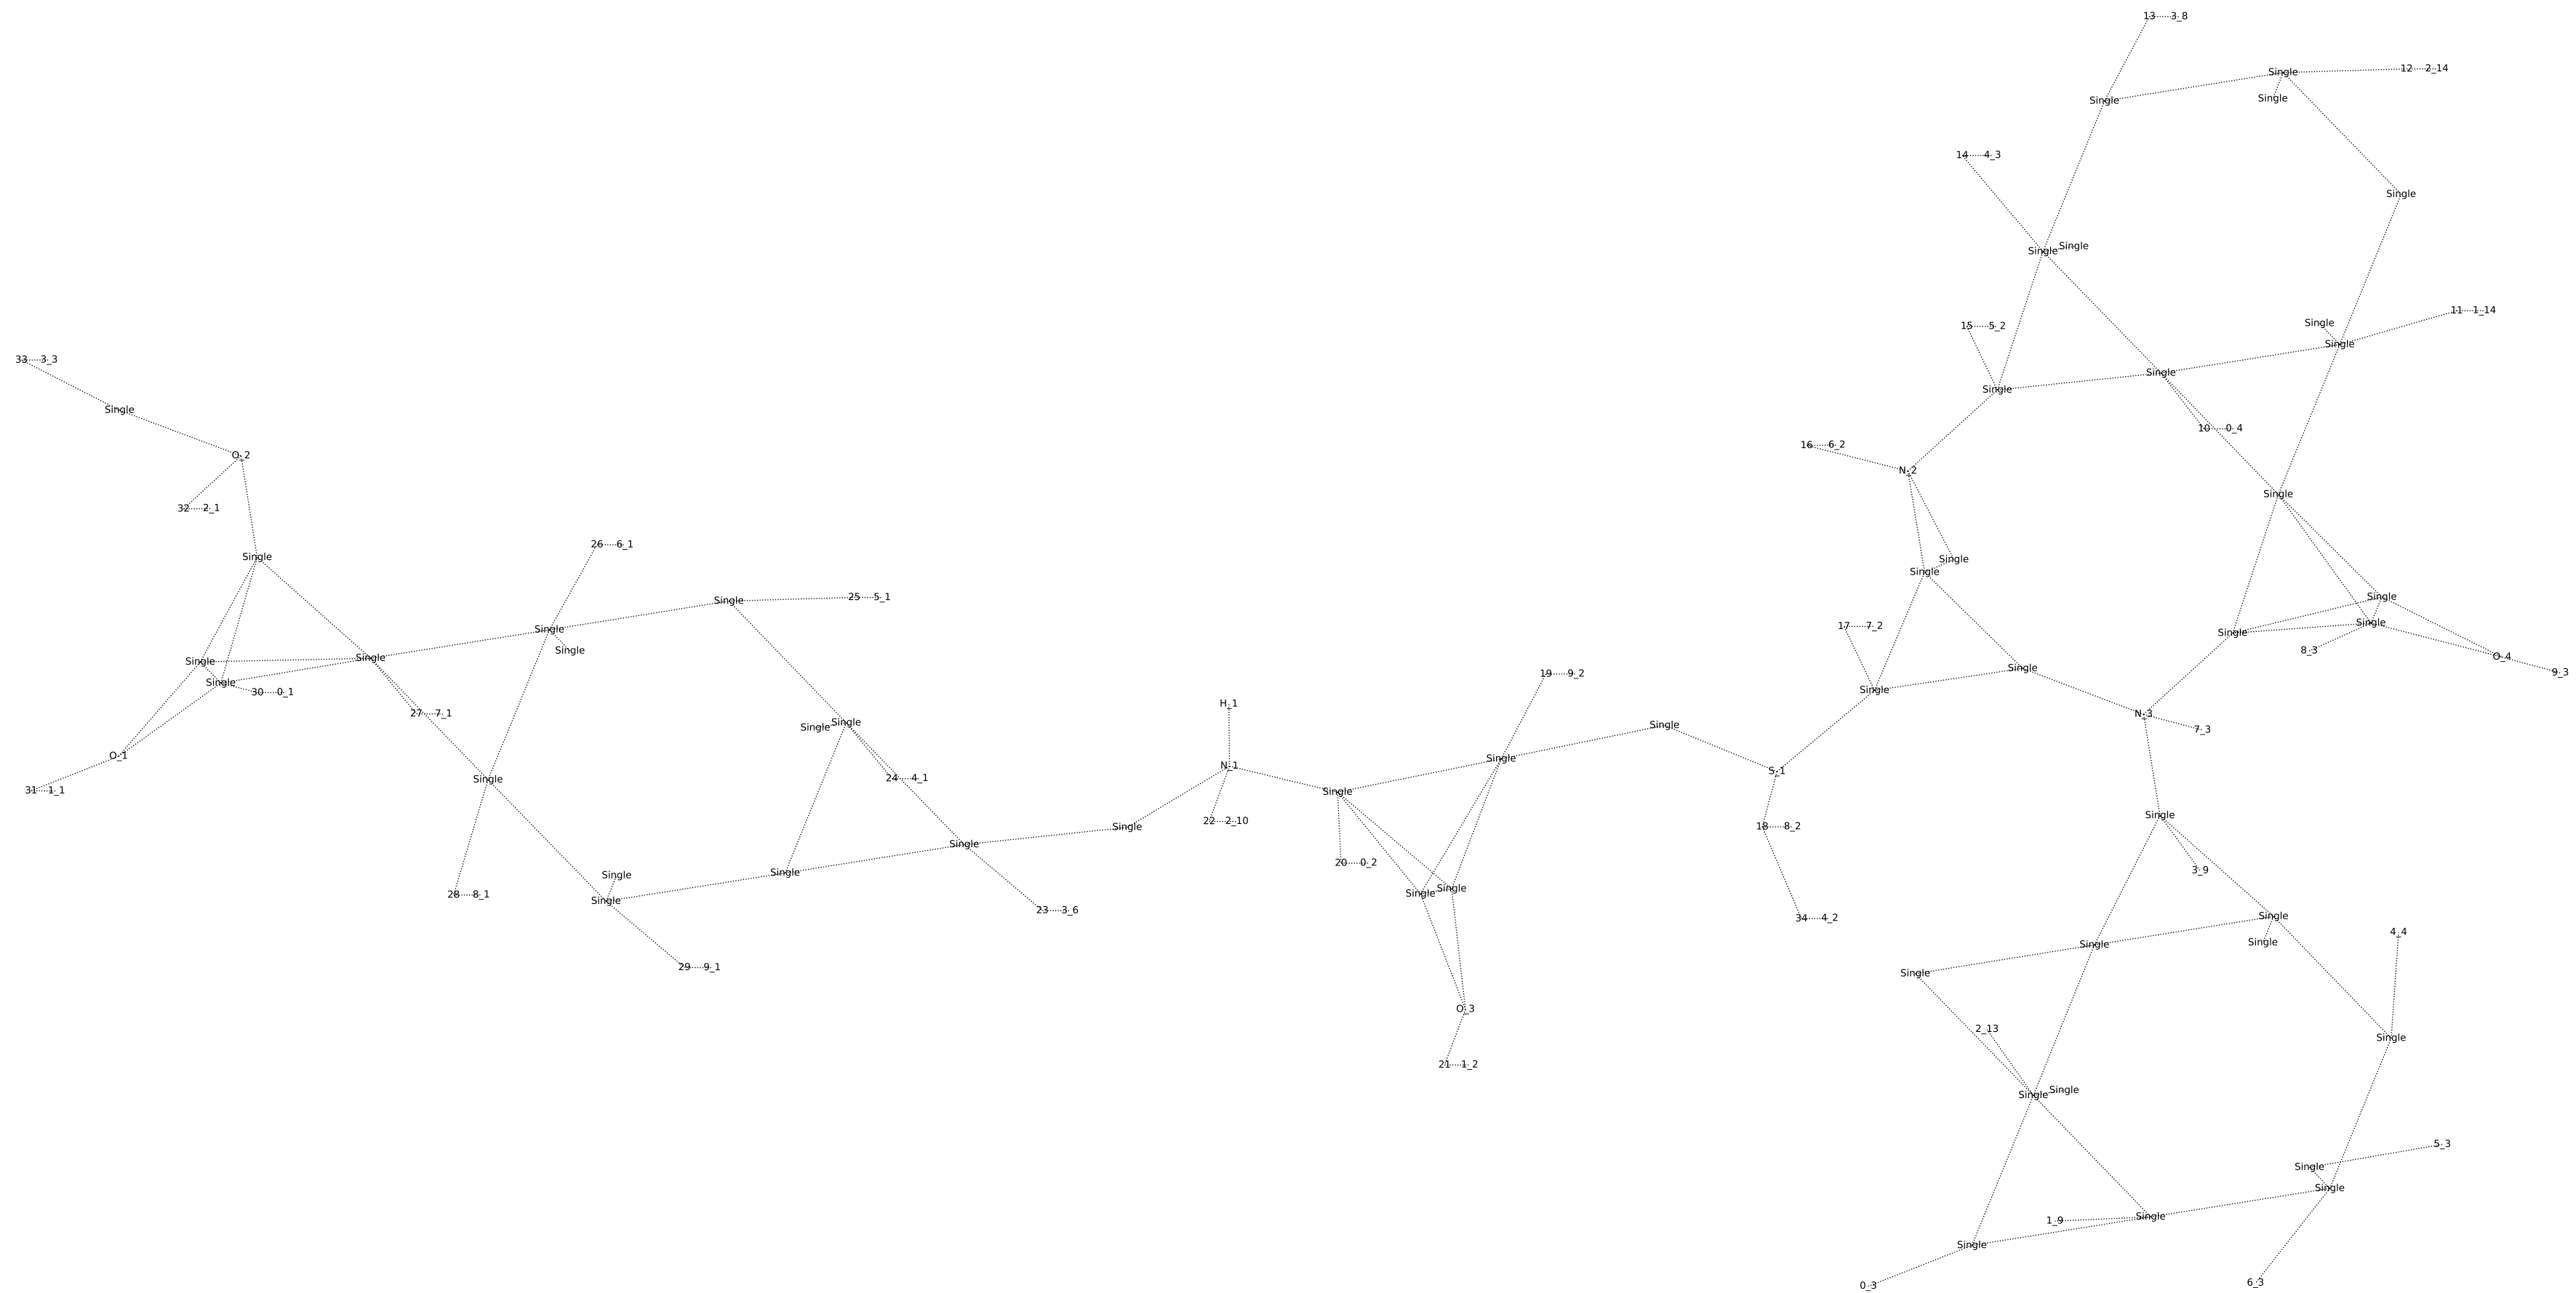 13 3_8
Single
12 2_14
Single
Single
14 4_3
Single
Single
Single
11 1_14
Single
15 5_2
Single
33 3_3
Single
Single
Single
Single
10 0_4
16 6_2
O_2
N_2
Single
32 2_1
26 6_1
Single
Single
Single
25 5_1
Single
Single
Single
17 7_2
Single
Single
Single
8_3
Single
O_4
Single
Single
Single
9_3
19 9_2
Single
Single
30 0_1
H_1
27 7_1
N_3
Single
Single
Single
7_3
O_1
Single
N_1
S_1
24 4_1
Single
31 1_1
Single
Single
22 2_10
18 8_2
Single
Single
20 0_2
3_9
Single
Single
Single
Single
28 8_1
Single
23 3_6
Single
34 4_2
4_4
Single
Single
29 9_1
Single
O_3
2_13
Single
21 1_2
Single
Single
5_3
Single
Single
1_9
Single
Single
6_3
0_3